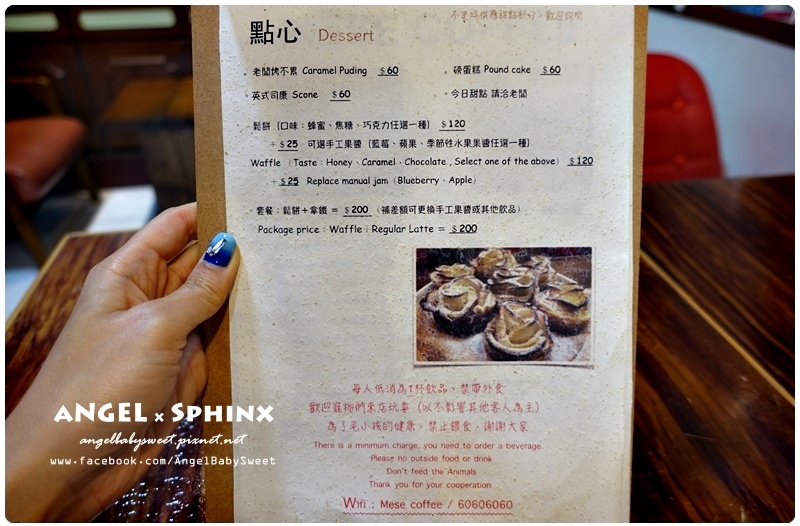 不定時供應甜點
點心 Dessert
老闆烤不累 Caramel Puding $60
磅蛋糕 Pound cake $60
英式司康 Scone $60
今日甜點 請洽老闆
鬆餅（口味：蜂蜜、焦糖、巧克力任選一種） $120
+ $25 可選手工果醬（藍莓、蘋果、季節性水果果醬任選一種）
Waffle （Taste：Honey、Caramel、Chocolate , Select one of the above） $120
+ $25 Replace manual jam（Blueberry、Apple）
套餐：鬆餅＋拿鐵 = $200 （補差額可更換手工果醬或其他飲品）
Package price：Waffle；Regular Latte = $200
每人低消為1杯飲品、禁帶外食
歡迎寵物們來店玩耍（以不影響其他客人為主）
為了毛小孩的健康，禁止餵食，謝謝大家
There is a minimum charge, you need to order a beverage.
Please no outside food or drink
Don't feed the Animals
Thank you for your cooperation
Wifi：Mese coffee / 60606060
ANGEL x SPHINX
angelbabysweet.pixnet.net
www.facebook.com/AngelBabySweet